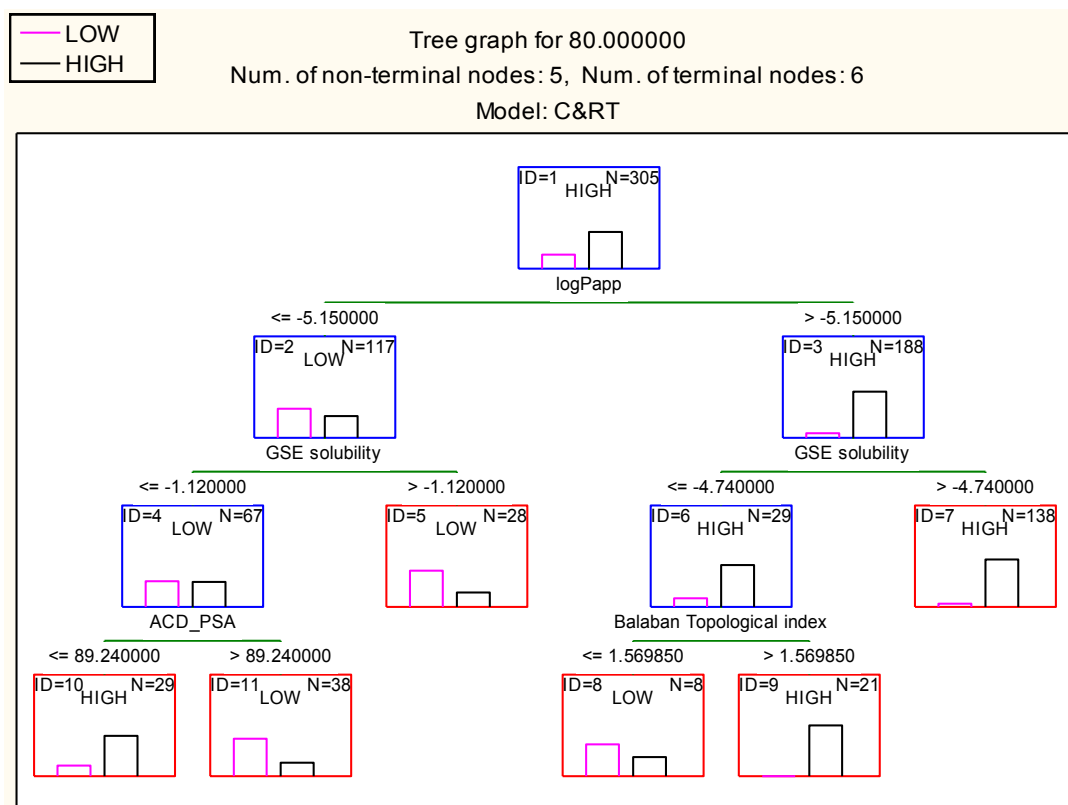 LOW
HIGH
Tree graph for 80.000000
Num. of non-terminal nodes: 5, Num. of terminal nodes: 6
Model: C&RT
ID=1 N=305
HIGH
logPapp
<= -5.150000 > -5.150000
ID=2 N=117 ID=3 N=188
LOW HIGH
GSE solubility GSE solubility
<= -1.120000 > -1.120000 <= -4.740000 > -4.740000
ID=4 N=67 ID=5 N=28 ID=6 N=29 ID=7 N=138
LOW LOW HIGH HIGH
ACD_PSA Balaban Topological index
<= 89.240000 > 89.240000 <= 1.569850 > 1.569850
ID=10 N=29 ID=11 N=38 ID=8 N=8 ID=9 N=21
HIGH LOW LOW HIGH